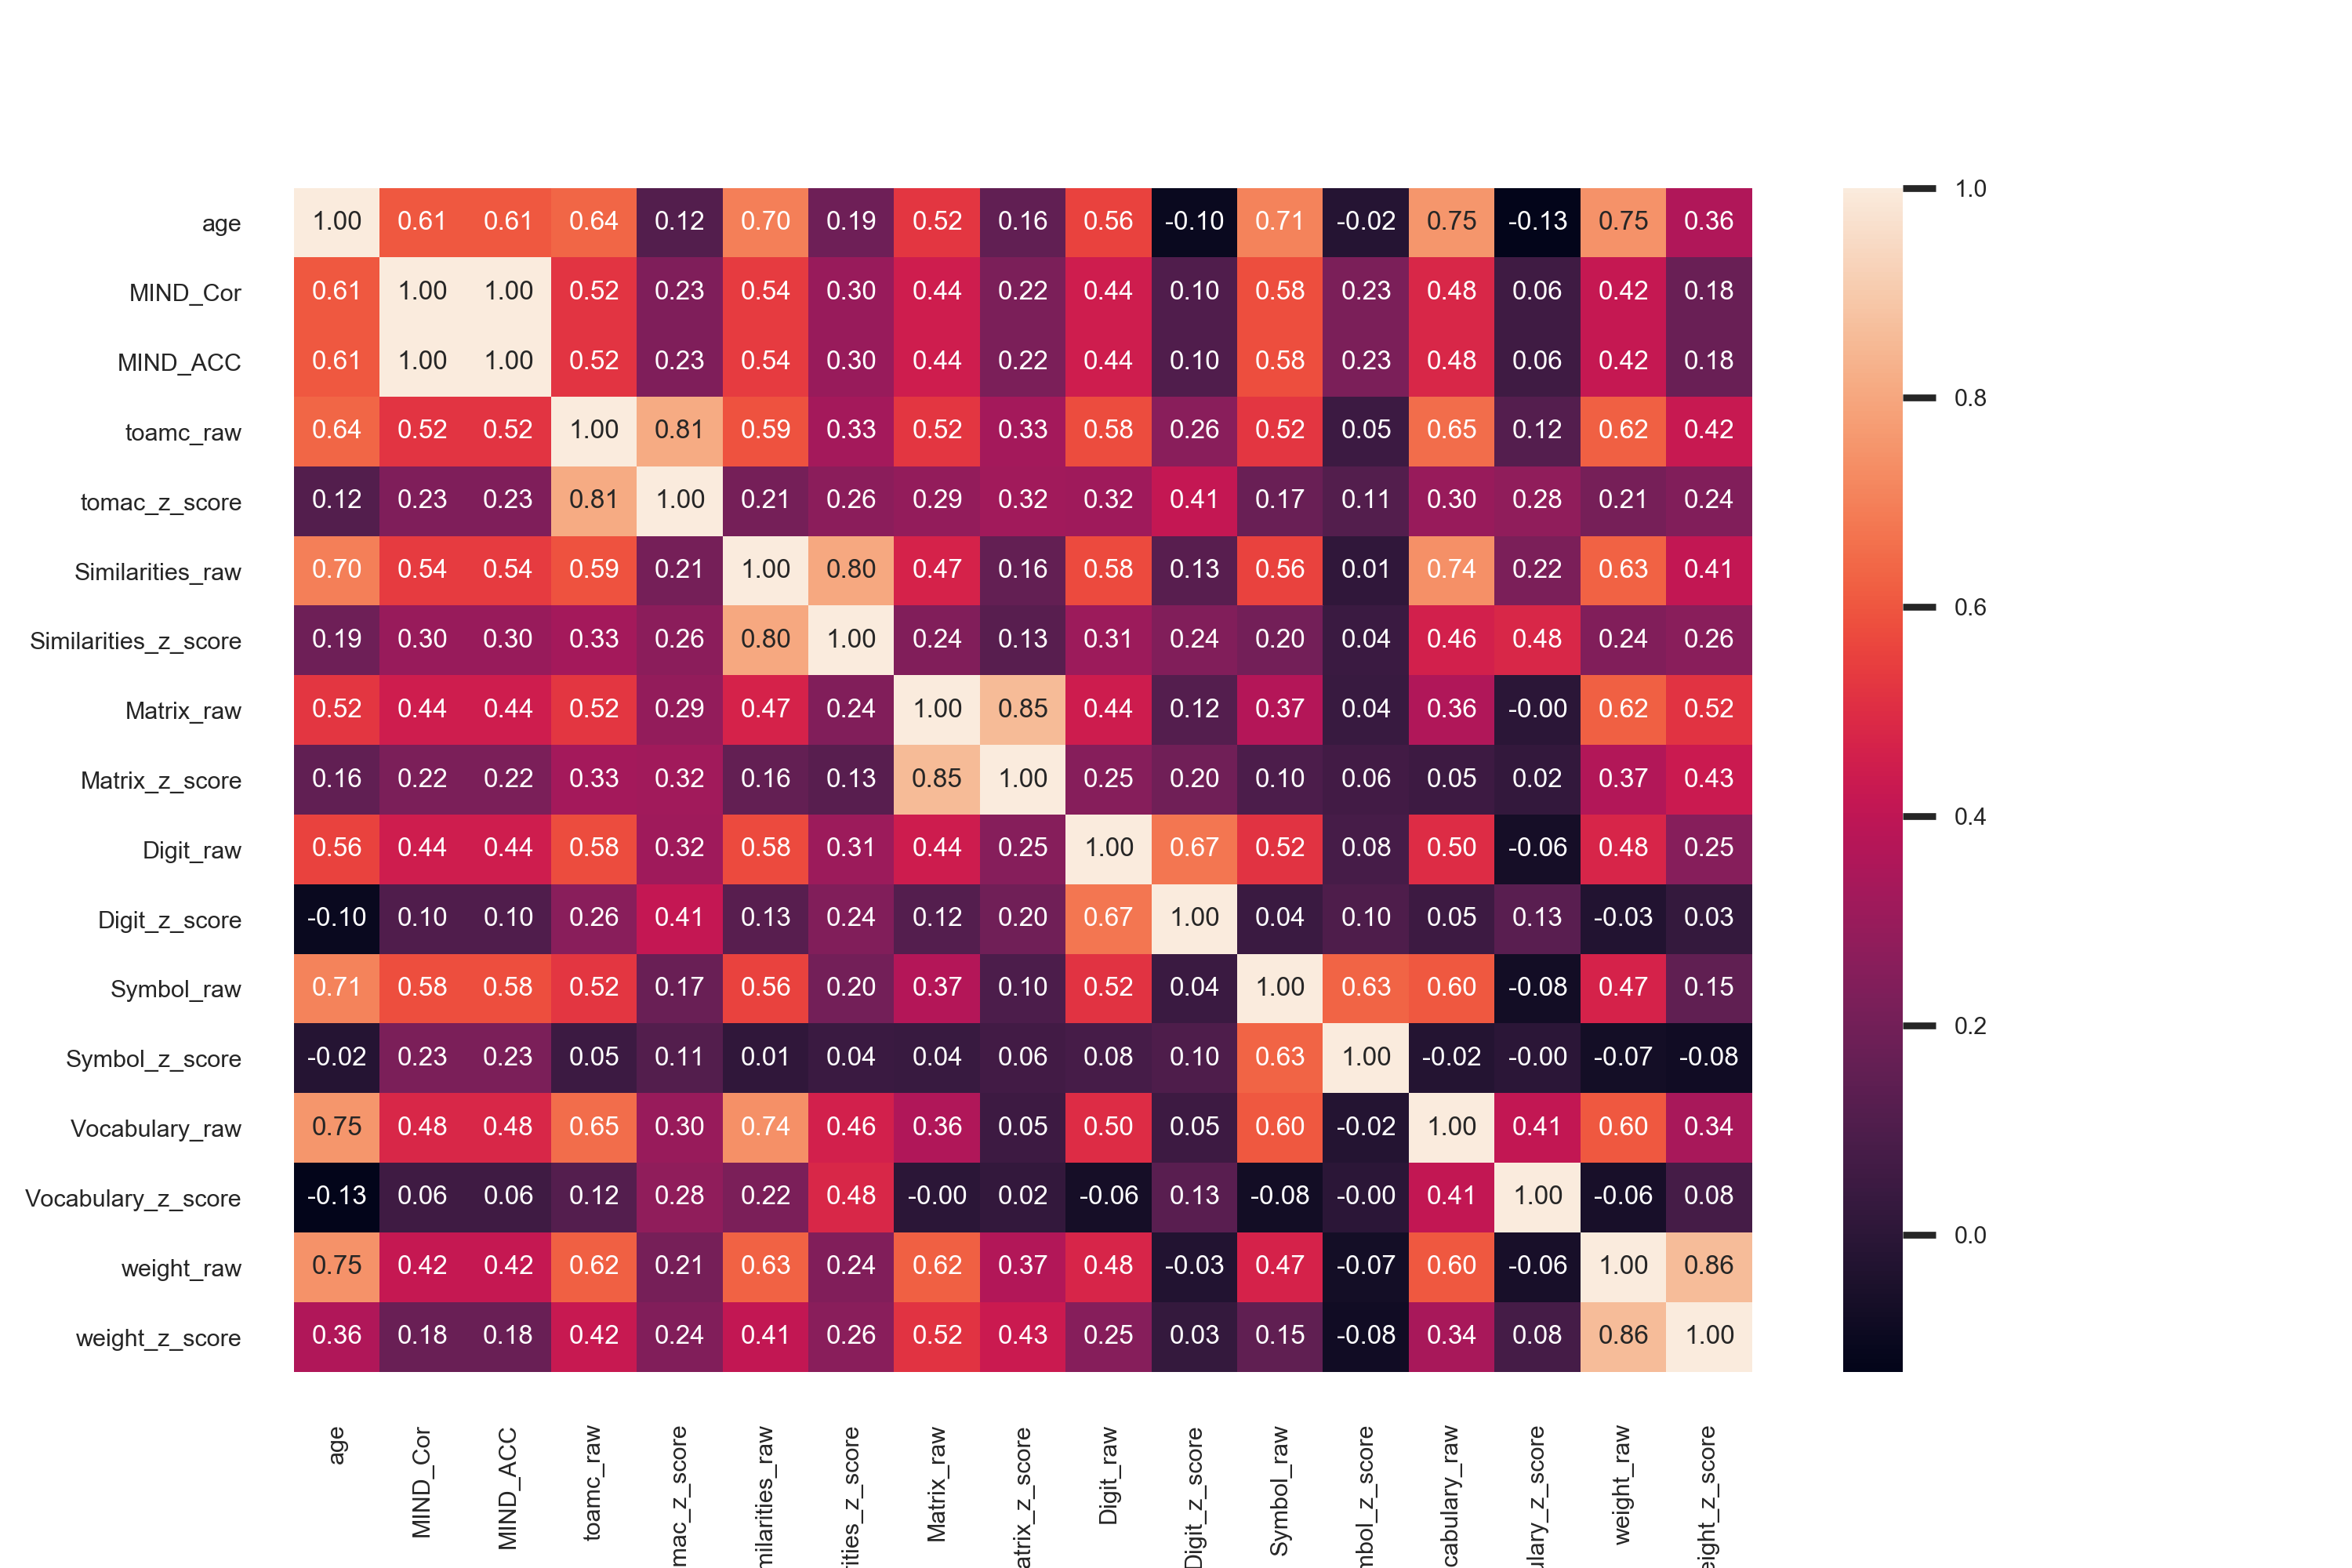 age 1.00 0.61 0.61 0.64 0.12 0.70 0.19 0.52 0.16 0.56 -0.10 0.71 -0.02 0.75 -0.13 0.75 0.36
MIND_Cor 0.61 1.00 1.00 0.52 0.23 0.54 0.30 0.44 0.22 0.44 0.10 0.58 0.23 0.48 0.06 0.42 0.18
MIND_ACC 0.61 1.00 1.00 0.52 0.23 0.54 0.30 0.44 0.22 0.44 0.10 0.58 0.23 0.48 0.06 0.42 0.18
toamc_raw 0.64 0.52 0.52 1.00 0.81 0.59 0.33 0.52 0.33 0.58 0.26 0.52 0.05 0.65 0.12 0.62 0.42
tomac_z_score 0.12 0.23 0.23 0.81 1.00 0.21 0.26 0.29 0.32 0.32 0.41 0.17 0.11 0.30 0.28 0.21 0.24
Similarities_raw 0.70 0.54 0.54 0.59 0.21 1.00 0.80 0.47 0.16 0.58 0.13 0.56 0.01 0.74 0.22 0.63 0.41
Similarities_z_score 0.19 0.30 0.30 0.33 0.26 0.80 1.00 0.24 0.13 0.31 0.24 0.20 0.04 0.46 0.48 0.24 0.26
Matrix_raw 0.52 0.44 0.44 0.52 0.29 0.47 0.24 1.00 0.85 0.44 0.12 0.37 0.04 0.36 -0.00 0.62 0.52
Matrix_z_score 0.16 0.22 0.22 0.33 0.32 0.16 0.13 0.85 1.00 0.25 0.20 0.10 0.06 0.05 0.02 0.37 0.43
Digit_raw 0.56 0.44 0.44 0.58 0.32 0.58 0.31 0.44 0.25 1.00 0.67 0.52 0.08 0.50 -0.06 0.48 0.25
Digit_z_score -0.10 0.10 0.10 0.26 0.41 0.13 0.24 0.12 0.20 0.67 1.00 0.04 0.10 0.05 0.13 -0.03 0.03
Symbol_raw 0.71 0.58 0.58 0.52 0.17 0.56 0.20 0.37 0.10 0.52 0.04 1.00 0.63 0.60 -0.08 0.47 0.15
Symbol_z_score -0.02 0.23 0.23 0.05 0.11 0.01 0.04 0.04 0.06 0.08 0.10 0.63 1.00 -0.02 -0.00 -0.07 -0.08
Vocabulary_raw 0.75 0.48 0.48 0.65 0.30 0.74 0.46 0.36 0.05 0.50 0.05 0.60 -0.02 1.00 0.41 0.60 0.34
Vocabulary_z_score -0.13 0.06 0.06 0.12 0.28 0.22 0.48 -0.00 0.02 -0.06 0.13 -0.08 -0.00 0.41 1.00 -0.06 0.08
weight_raw 0.75 0.42 0.42 0.62 0.21 0.63 0.24 0.62 0.37 0.48 -0.03 0.47 -0.07 0.60 -0.06 1.00 0.86
weight_z_score 0.36 0.18 0.18 0.42 0.24 0.41 0.26 0.52 0.43 0.25 0.03 0.15 -0.08 0.34 0.08 0.86 1.00
age
MIND_Cor
MIND_ACC
toamc_raw
mac_z_score
milarities_raw
rities_z_score
Matrix_raw
atrix_z_score
Digit_raw
Digit_z_score
Symbol_raw
mbol_z_score
cabulary_raw
ulary_z_score
weight_raw
eight_z_score
1.0
0.8
0.6
0.4
0.2
0.0